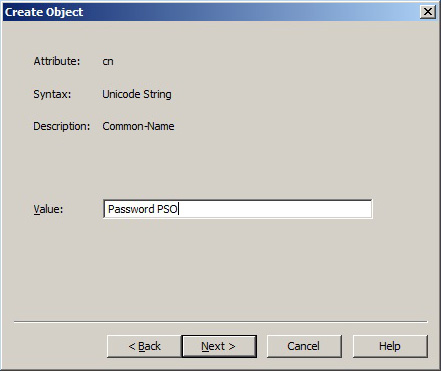 Create Object
Attribute: cn
Syntax: Unicode String
Description: Common-Name
Value: Password PSO
< Back Next > Cancel Help